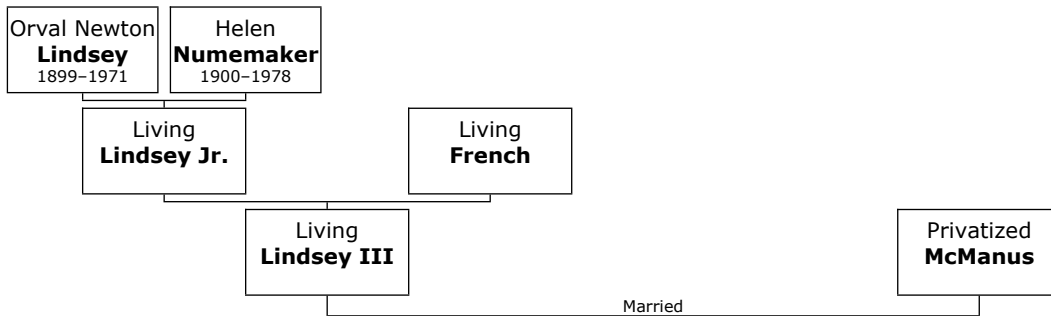 Orval Newton
Lindsey
1899–1971
Helen
Numemaker
1900–1978
Living
Lindsey Jr.
Living
French
Living
Lindsey III
Privatized
McManus
Married